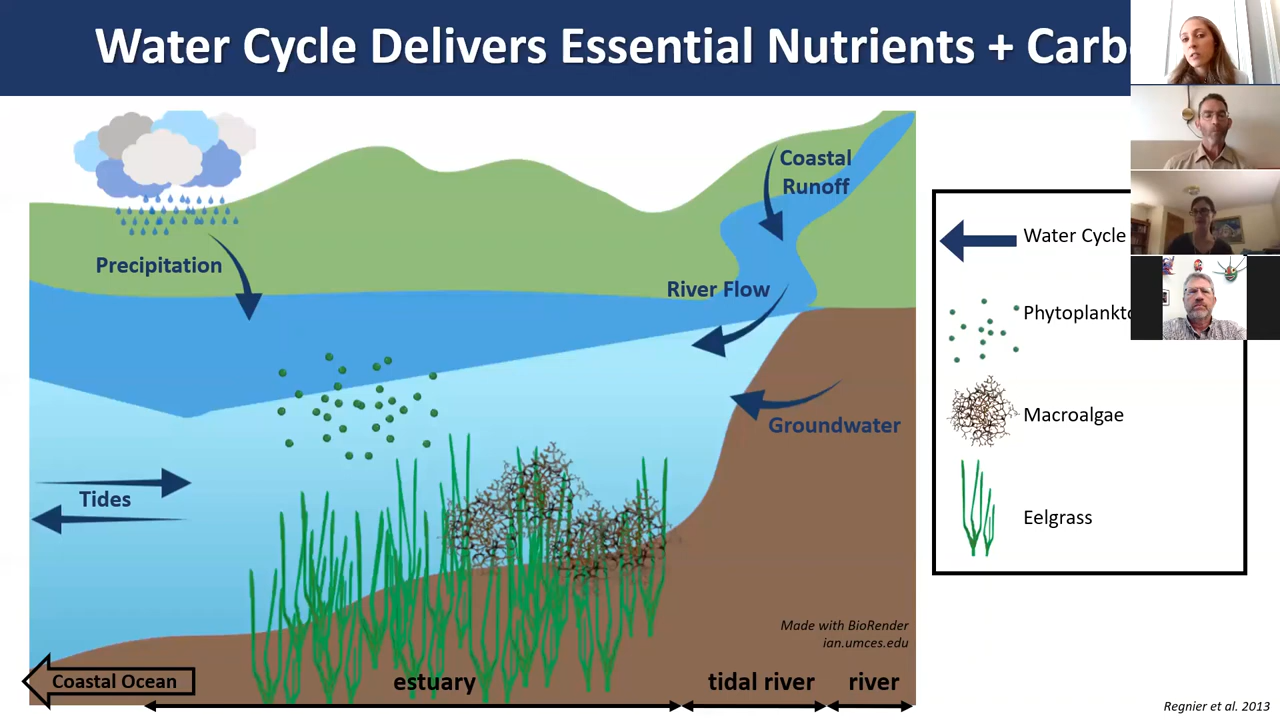 Water Cycle Delivers Essential Nutrients + Carb
Coastal
Runoff
Precipitation
River Flow
Groundwater
Tides
Made with BioRender
ian.umces.edu
Coastal Ocean
estuary
tidal river
river
Water Cycle
Phytoplankto
Macroalgae
Eelgrass
Regnier et al. 2013